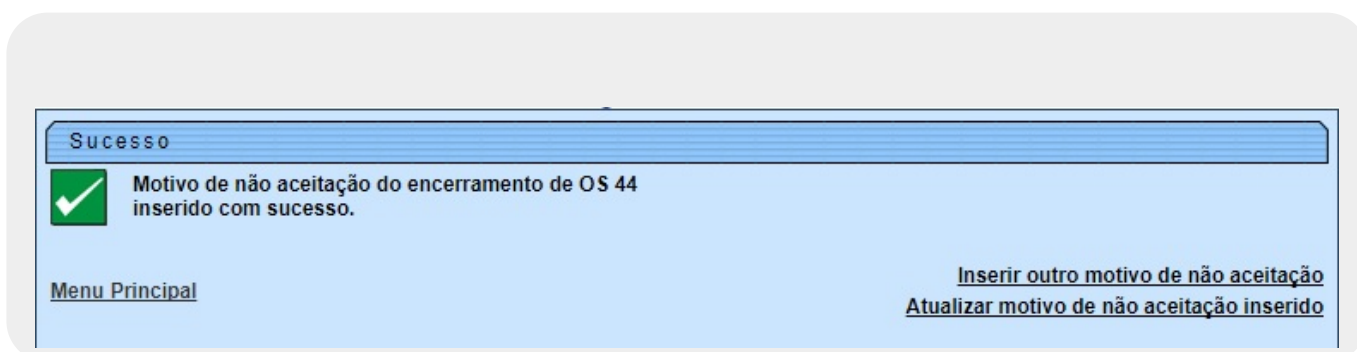 Sucesso
Motivo de não aceitação do encerramento de OS 44
inserido com sucesso.
Menu Principal
Inserir outro motivo de não aceitação
Atualizar motivo de não aceitação inserido